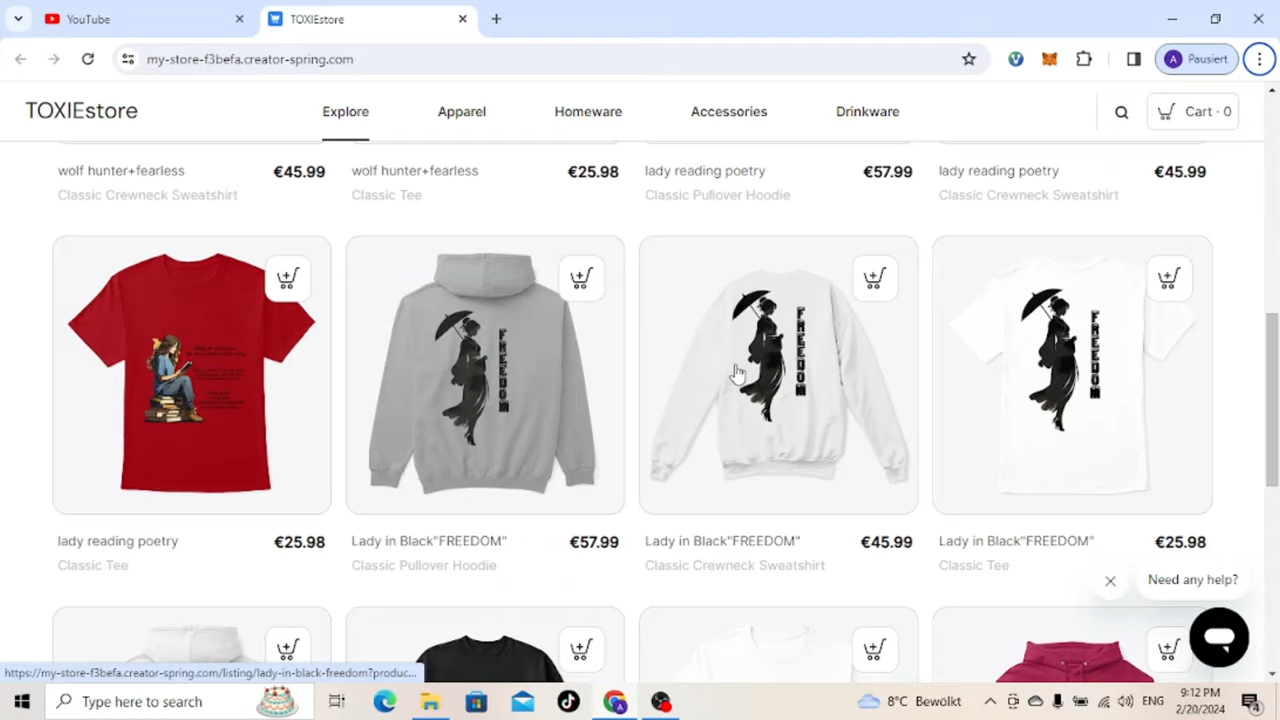 YouTube
TOXIEstore
my-store-f3befa.creator-spring.com
A Pausiert
TOXIEstore
Explore
Apparel
Homeware
Accessories
Drinkware
Cart · 0
wolf hunter+fearless €45.99
Classic Crewneck Sweatshirt
wolf hunter+fearless €25.98
Classic Tee
lady reading poetry €57.99
Classic Pullover Hoodie
lady reading poetry €45.99
Classic Crewneck Sweatshirt
FREEDOM
FREEDOM
FREEDOM
lady reading poetry €25.98
Classic Tee
Lady in Black"FREEDOM" €57.99
Classic Pullover Hoodie
Lady in Black"FREEDOM" €45.99
Classic Crewneck Sweatshirt
Lady in Black"FREEDOM" €25.98
Classic Tee
Need any help?
https://my-store-f3befa.creator-spring.com/listing/lady-in-black-freedom?produc...
Type here to search
8°C Bewölkt
ENG
9:12 PM
2/20/2024
4